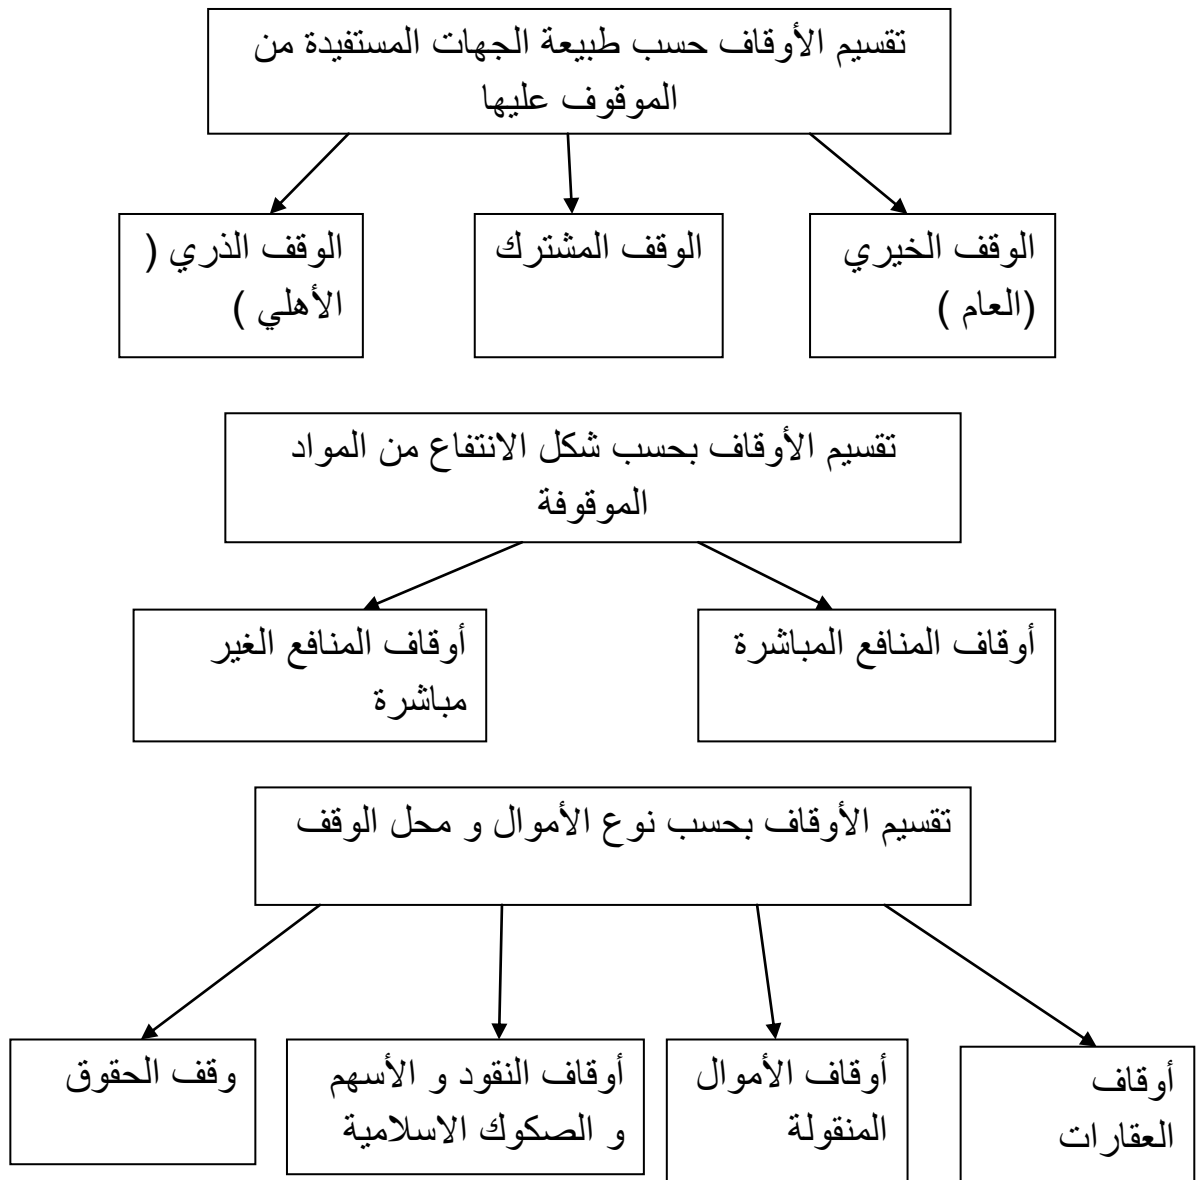 تقسيم الأوقاف حسب طبيعة الجهات المستفيدة من
الموقوف عليها
الوقف الخيري
(العام )
الوقف المشترك
الوقف الذري (
الأهلي )
تقسيم الأوقاف بحسب شكل الانتفاع من المواد
الموقوفة
أوقاف المنافع المباشرة
أوقاف المنافع الغير
مباشرة
تقسيم الأوقاف بحسب نوع الأموال و محل الوقف
أوقاف
العقارات
أوقاف الأموال
المنقولة
أوقاف النقود و الأسهم
و الصكوك الاسلامية
وقف الحقوق